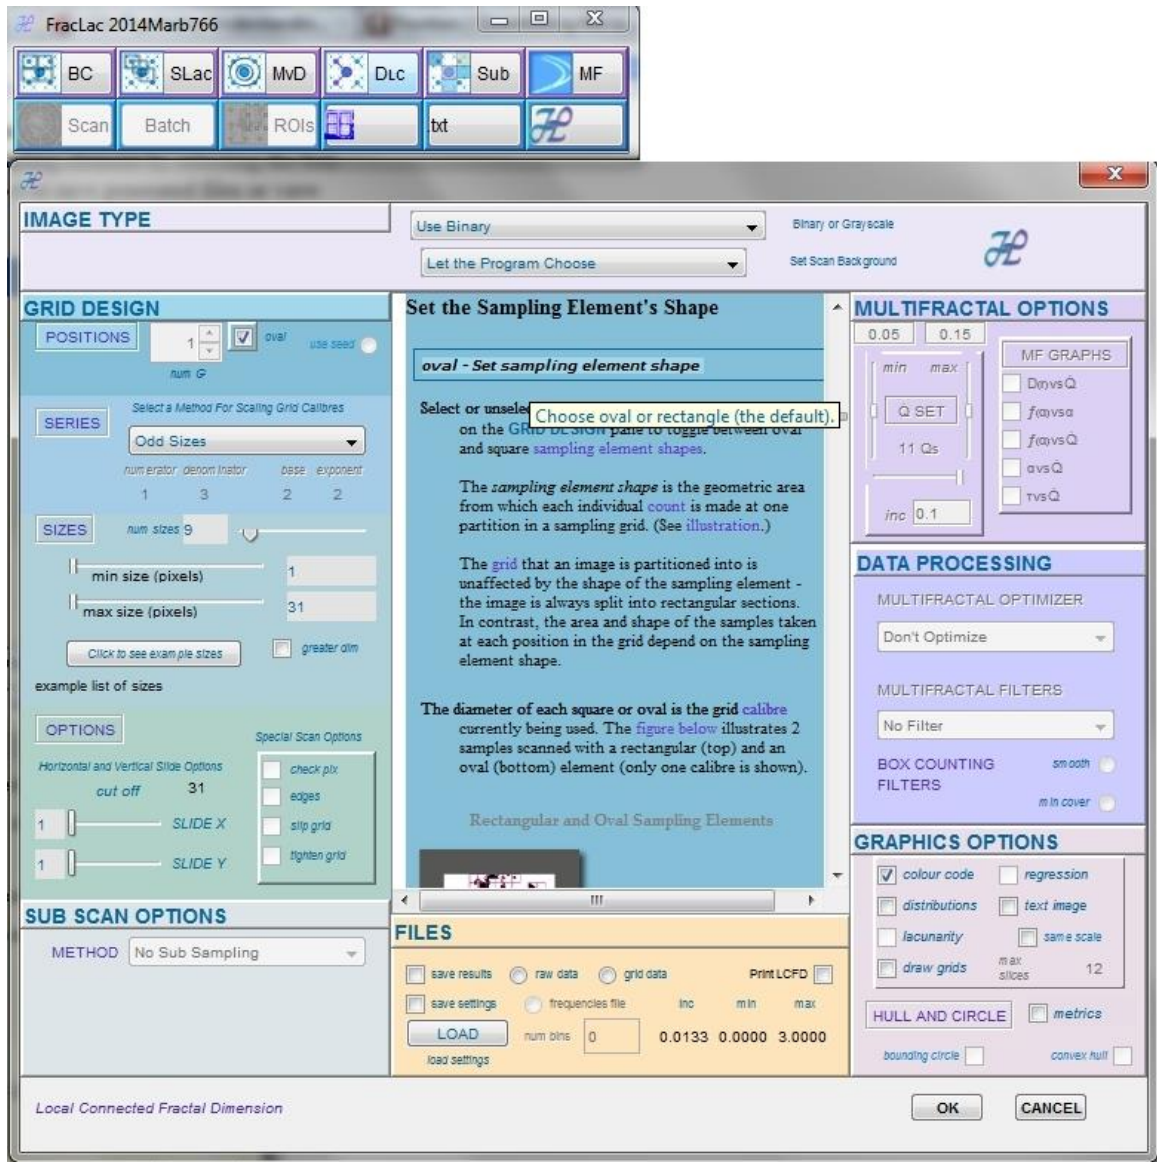 FracLac 2014Marb766
BC SLac MvD DLC Sub MF
Scan Batch ROIs .txt
IMAGE TYPE
Use Binary
Binary or Grayscale
Let the Program Choose
Set Scan Background
GRID DESIGN
POSITIONS
1
oval
use seed
num G
SERIES
Select a Method For Scaling Grid Calibres
Odd Sizes
numerator denominator base exponent
1 3 2 2
SIZES
num sizes 9
min size (pixels) 1
max size (pixels) 31
Click to see example sizes
greater dim
example list of sizes
OPTIONS
Special Scan Options
Horizontal and Vertical Slide Options
cut off 31
1 SLIDE X
1 SLIDE Y
check pix
edges
slip grid
tighten grid
SUB SCAN OPTIONS
METHOD No Sub Sampling
Set the Sampling Element's Shape
oval - Set sampling element shape
Select or unselec
Choose oval or rectangle (the default).
on the GRID DESIGN pane to toggle between oval
and square sampling element shapes.
The sampling element shape is the geometric area
from which each individual count is made at one
partition in a sampling grid. (See illustration.)
The grid that an image is partitioned into is
unaffected by the shape of the sampling element -
the image is always split into rectangular sections.
In contrast, the area and shape of the samples taken
at each position in the grid depend on the sampling
element shape.
The diameter of each square or oval is the grid calibre
currently being used. The figure below illustrates 2
samples scanned with a rectangular (top) and an
oval (bottom) element (only one calibre is shown).
Rectangular and Oval Sampling Elements
FILES
save results raw data grid data Print LCFD
save settings frequencies file inc min max
LOAD num bins 0 0.0133 0.0000 3.0000
load settings
MULTIFRACTAL OPTIONS
0.05 0.15
min max
Q SET
11 Qs
inc 0.1
MF GRAPHS
D(Q)vsQ
f(α)vsα
f(α)vsQ
αvsQ
τvsQ
DATA PROCESSING
MULTIFRACTAL OPTIMIZER
Don't Optimize
MULTIFRACTAL FILTERS
No Filter
BOX COUNTING
FILTERS
smooth
min cover
GRAPHICS OPTIONS
colour code regression
distributions text image
lacunarity same scale
draw grids max slices 12
HULL AND CIRCLE metrics
bounding circle convex hull
Local Connected Fractal Dimension
OK CANCEL